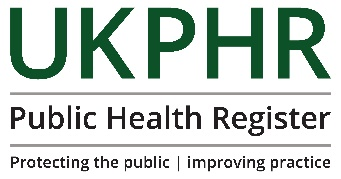 UKPHR
Public Health Register
Protecting the public | improving practice